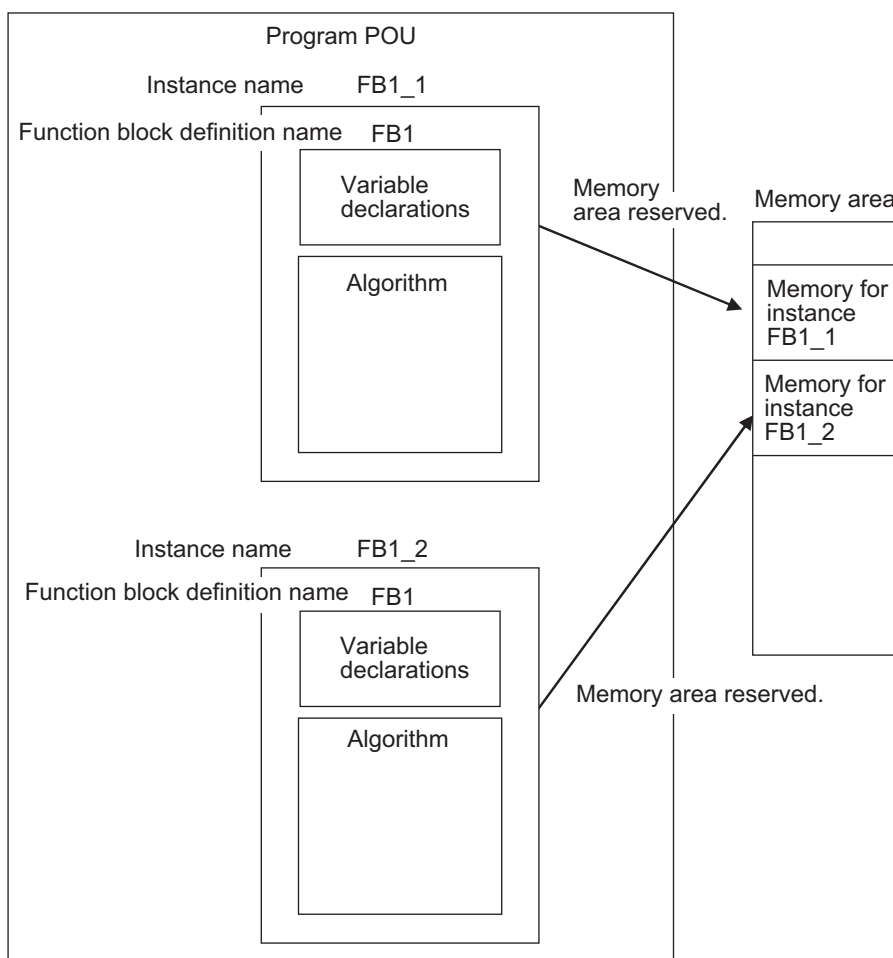 Program POU
Instance name FB1_1
Function block definition name FB1
Variable
declarations
Algorithm
Memory
area reserved.
Memory area
Memory for
instance
FB1_1
Memory for
instance
FB1_2
Instance name FB1_2
Function block definition name FB1
Variable
declarations
Memory area reserved.
Algorithm